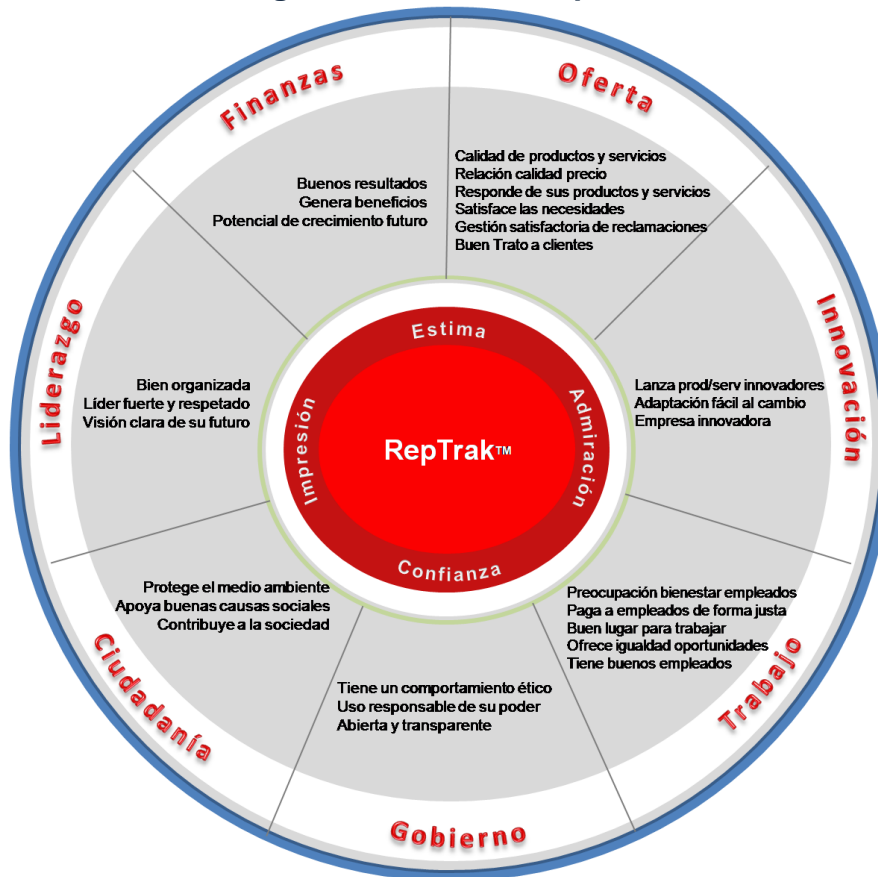 Finanzas
Oferta
Calidad de productos y servicios
Relación calidad precio
Responde de sus productos y servicios
Satisface las necesidades
Gestión satisfactoria de reclamaciones
Buen Trato a clientes
Buenos resultados
Genera beneficios
Potencial de crecimiento futuro
Liderazgo
Bien organizada
Líder fuerte y respetado
Visión clara de su futuro
Innovación
Lanza prod/serv innovadores
Adaptación fácil al cambio
Empresa innovadora
Estima
Impresión
Admiración
RepTrak™
Confianza
Protege el medio ambiente
Apoya buenas causas sociales
Contribuye a la sociedad
Ciudadanía
Preocupación bienestar empleados
Paga a empleados de forma justa
Buen lugar para trabajar
Ofrece igualdad oportunidades
Tiene buenos empleados
Trabajo
Tiene un comportamiento ético
Uso responsable de su poder
Abierta y transparente
Gobierno